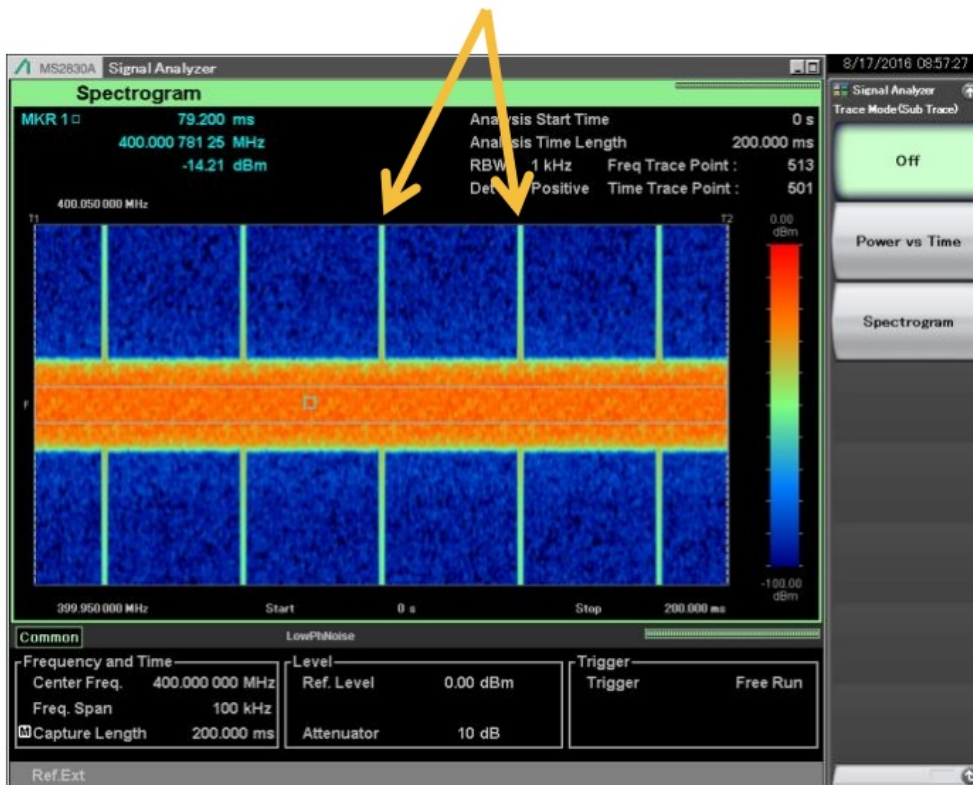 MS2830A Signal Analyzer
8/17/2016 08:57:27
Spectrogram
MKR 1 79.200 ms
400.000 781 25 MHz
-14.21 dBm
Analysis Start Time 0 s
Analysis Time Length 200.000 ms
RBW 1 kHz Freq Trace Point : 513
Det Positive Time Trace Point : 501
400.050 000 MHz
T1
T2
0.00
dBm
F
-100.00
dBm
399.950 000 MHz Start 0 s Stop 200.000 ms
Common LowPhNoise
Frequency and Time
Center Freq. 400.000 000 MHz
Freq. Span 100 kHz
M Capture Length 200.000 ms
Level
Ref. Level 0.00 dBm
Attenuator 10 dB
Trigger
Trigger Free Run
Ref.Ext
Signal Analyzer
Trace Mode(Sub Trace)
Off
Power vs Time
Spectrogram